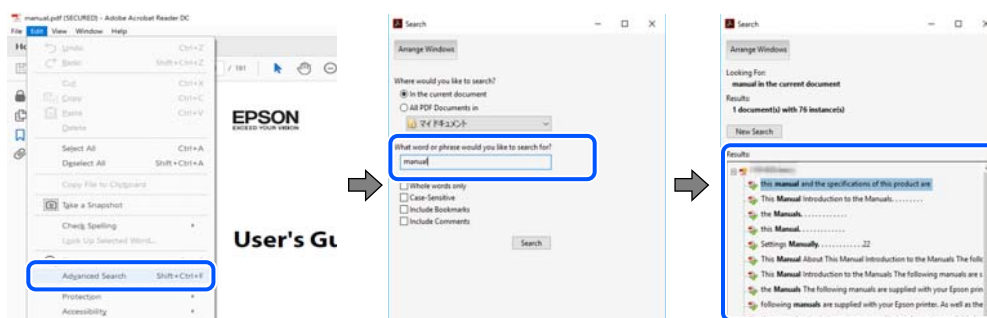 manual.pdf (SECURED) - Adobe Acrobat Reader DC
File Edit View Window Help
Undo Ctrl+Z
Redo Shift+Ctrl+Z
Cut Ctrl+X
Copy Ctrl+C
Paste Ctrl+V
Delete
Select All Ctrl+A
Deselect All Shift+Ctrl+A
Copy File to Clipboard
Take a Snapshot
Check Spelling
Look Up Selected Word...
Advanced Search Shift+Ctrl+F
Protection
Accessibility
/ 191
EPSON
EXCEED YOUR VISION
User's Gu
Search
Arrange Windows
Where would you like to search?
In the current document
All PDF Documents in
マイ ドキュメント
What word or phrase would you like to search for?
manual
Whole words only
Case-Sensitive
Include Bookmarks
Include Comments
Search
Search
Arrange Windows
Looking For:
manual in the current document
Results:
1 document(s) with 76 instance(s)
New Search
Results:
this manual and the specifications of this product are
This Manual Introduction to the Manuals. . . . . . . . .
the Manuals. . . . . . . . . . . . .
this Manual. . . . . . . . . . . . .
Settings Manually. . . . . . . . . . . . .22
This Manual About This Manual Introduction to the Manuals The follo
This Manual Introduction to the Manuals The following manuals are s
the Manuals The following manuals are supplied with your Epson prin
following manuals are supplied with your Epson printer. As well as the